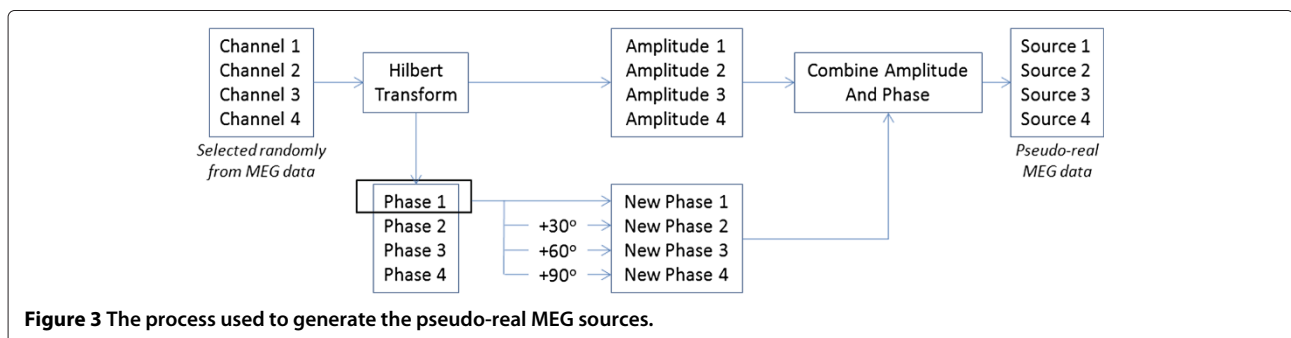 Channel 1
Channel 2
Channel 3
Channel 4
Selected randomly
from MEG data
Hilbert
Transform
Amplitude 1
Amplitude 2
Amplitude 3
Amplitude 4
Combine Amplitude
And Phase
Source 1
Source 2
Source 3
Source 4
Pseudo-real
MEG data
Phase 1
Phase 2
Phase 3
Phase 4
+30°
+60°
+90°
New Phase 1
New Phase 2
New Phase 3
New Phase 4
Figure 3 The process used to generate the pseudo-real MEG sources.